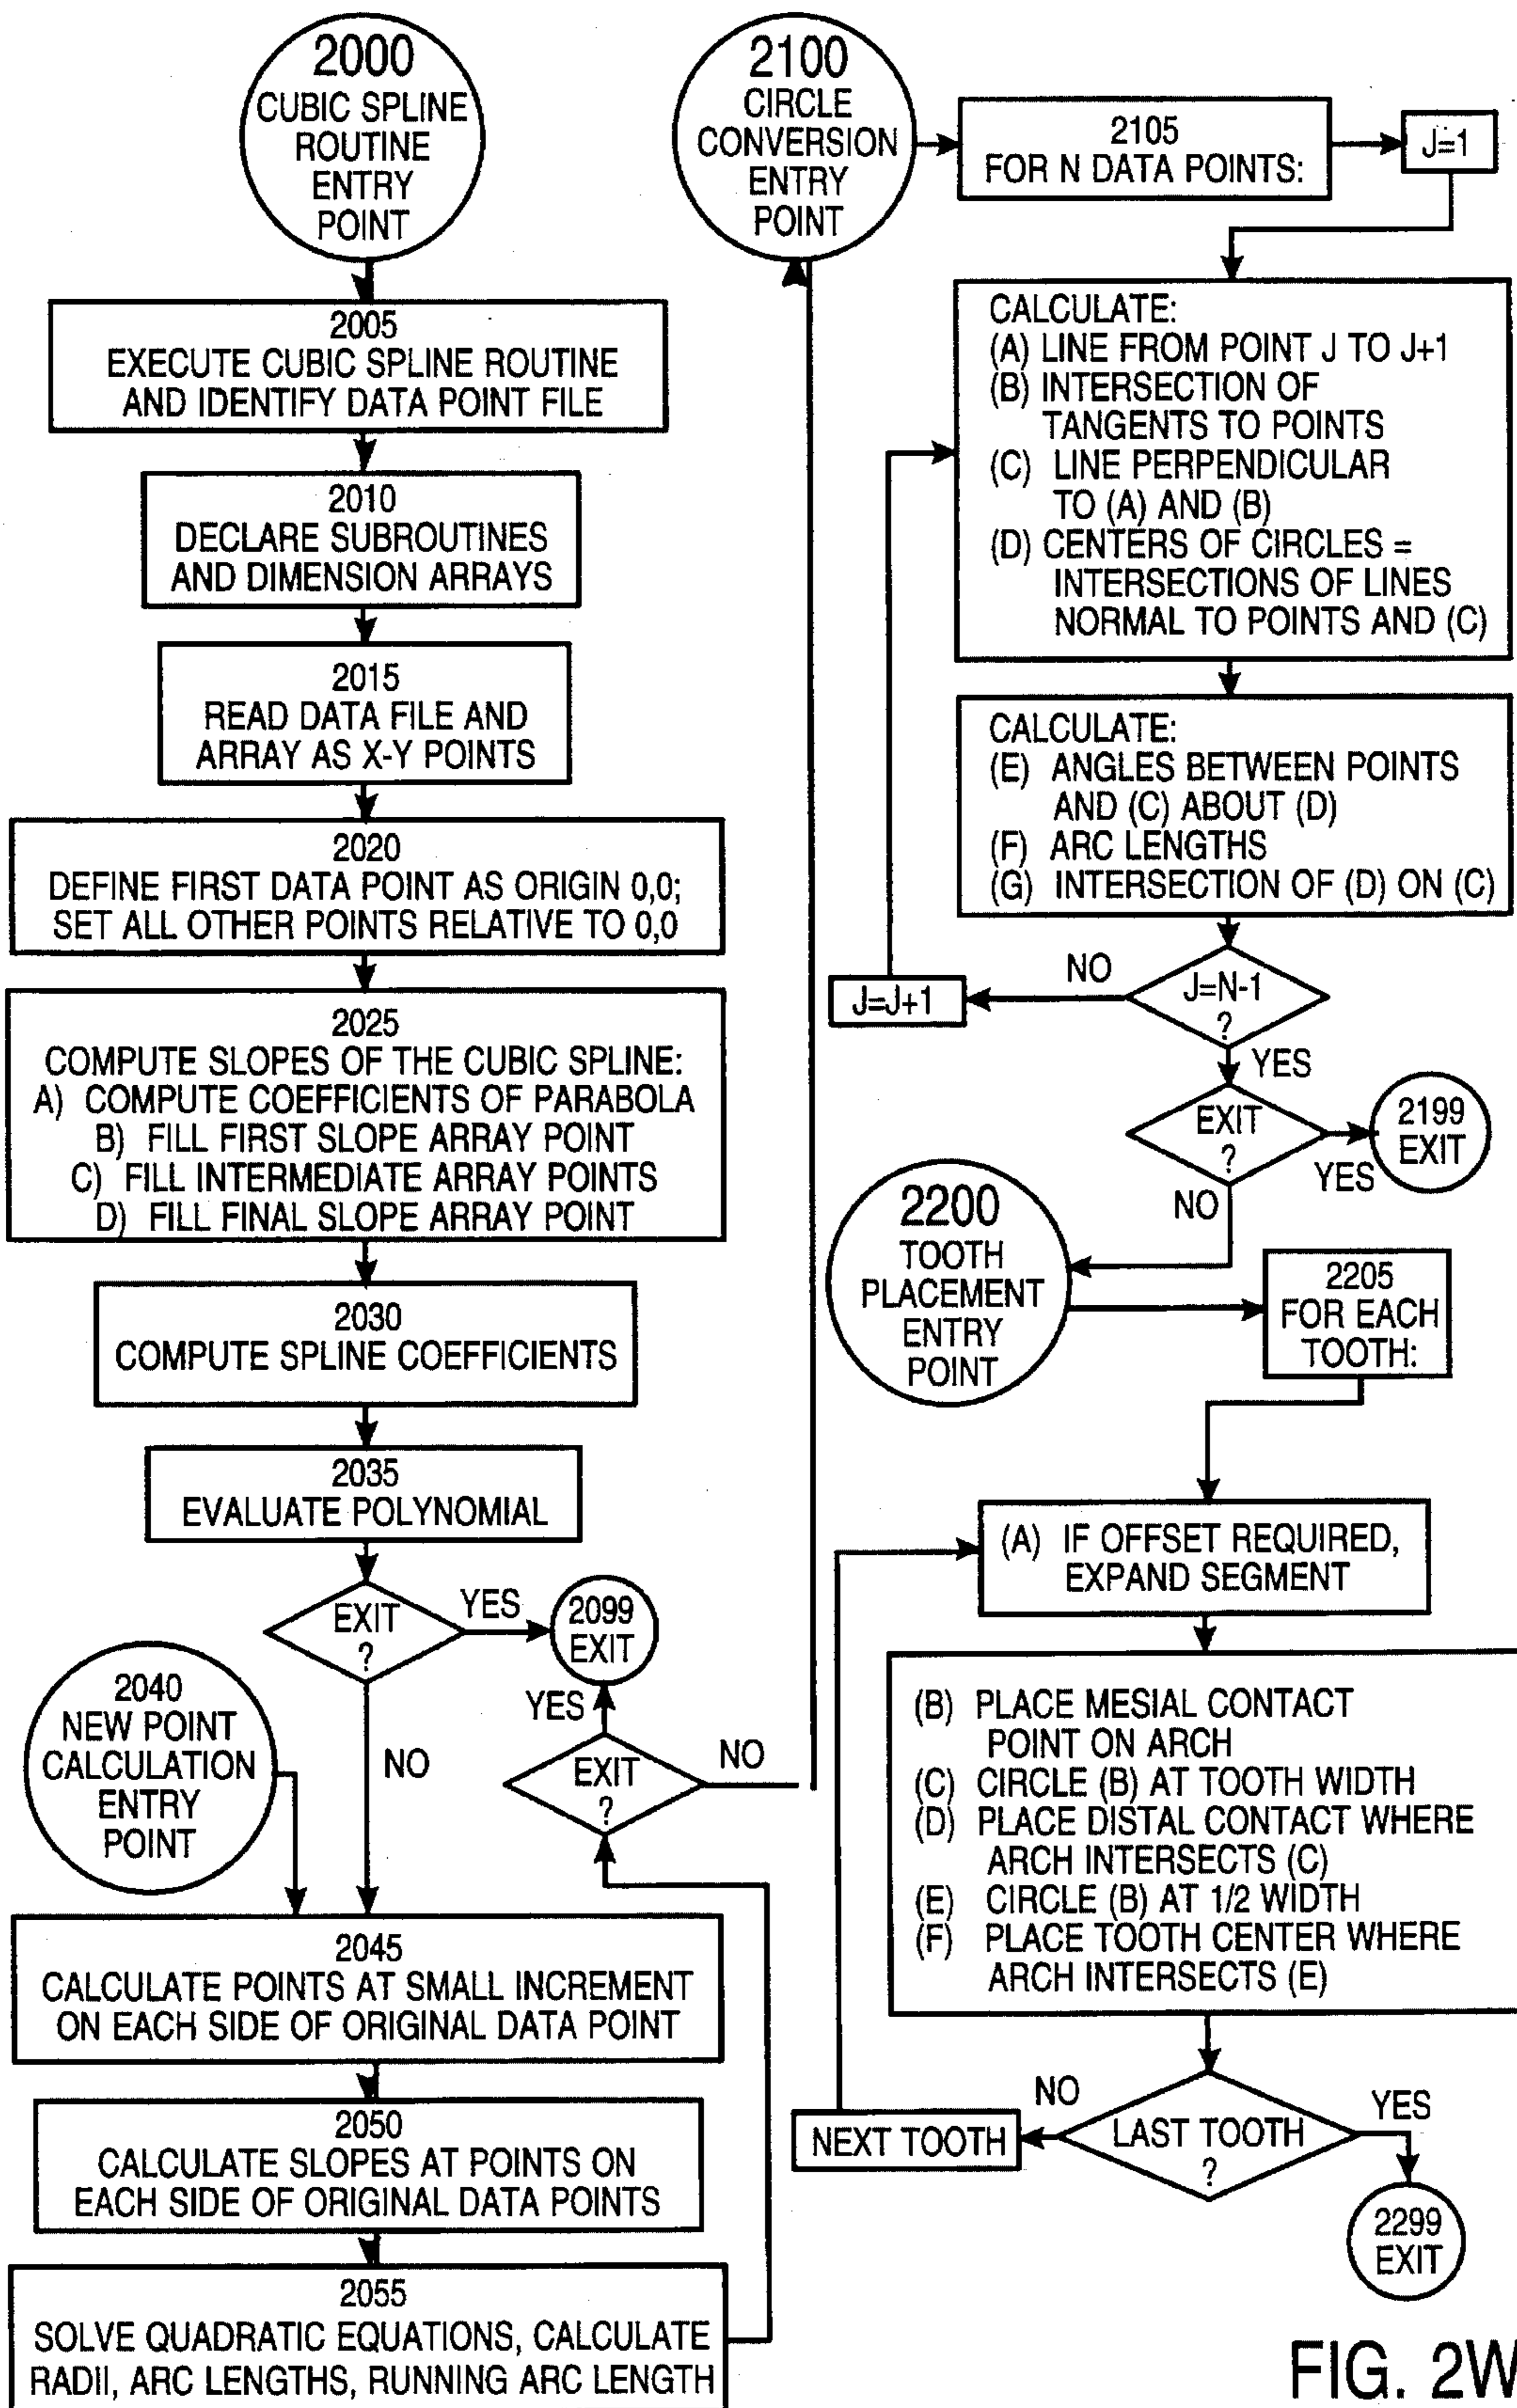 2000
CUBIC SPLINE
ROUTINE
ENTRY
POINT
2005
EXECUTE CUBIC SPLINE ROUTINE
AND IDENTIFY DATA POINT FILE
2010
DECLARE SUBROUTINES
AND DIMENSION ARRAYS
2015
READ DATA FILE AND
ARRAY AS X-Y POINTS
2020
DEFINE FIRST DATA POINT AS ORIGIN 0,0;
SET ALL OTHER POINTS RELATIVE TO 0,0
2025
COMPUTE SLOPES OF THE CUBIC SPLINE:
A) COMPUTE COEFFICIENTS OF PARABOLA
B) FILL FIRST SLOPE ARRAY POINT
C) FILL INTERMEDIATE ARRAY POINTS
D) FILL FINAL SLOPE ARRAY POINT
2030
COMPUTE SPLINE COEFFICIENTS
2035
EVALUATE POLYNOMIAL
EXIT
?
YES
2099
EXIT
NO
2040
NEW POINT
CALCULATION
ENTRY
POINT
YES
EXIT
?
NO
2045
CALCULATE POINTS AT SMALL INCREMENT
ON EACH SIDE OF ORIGINAL DATA POINT
2050
CALCULATE SLOPES AT POINTS ON
EACH SIDE OF ORIGINAL DATA POINTS
2055
SOLVE QUADRATIC EQUATIONS, CALCULATE
RADII, ARC LENGTHS, RUNNING ARC LENGTH
2100
CIRCLE
CONVERSION
ENTRY
POINT
2105
FOR N DATA POINTS:
J=1
CALCULATE:
(A) LINE FROM POINT J TO J+1
(B) INTERSECTION OF
TANGENTS TO POINTS
(C) LINE PERPENDICULAR
TO (A) AND (B)
(D) CENTERS OF CIRCLES =
INTERSECTIONS OF LINES
NORMAL TO POINTS AND (C)
CALCULATE:
(E) ANGLES BETWEEN POINTS
AND (C) ABOUT (D)
(F) ARC LENGTHS
(G) INTERSECTION OF (D) ON (C)
J=N-1
?
NO
J=J+1
YES
EXIT
?
YES
2199
EXIT
NO
2200
TOOTH
PLACEMENT
ENTRY
POINT
2205
FOR EACH
TOOTH:
(A) IF OFFSET REQUIRED,
EXPAND SEGMENT
(B) PLACE MESIAL CONTACT
POINT ON ARCH
(C) CIRCLE (B) AT TOOTH WIDTH
(D) PLACE DISTAL CONTACT WHERE
ARCH INTERSECTS (C)
(E) CIRCLE (B) AT 1/2 WIDTH
(F) PLACE TOOTH CENTER WHERE
ARCH INTERSECTS (E)
LAST TOOTH
?
NO
NEXT TOOTH
YES
2299
EXIT
FIG. 2W